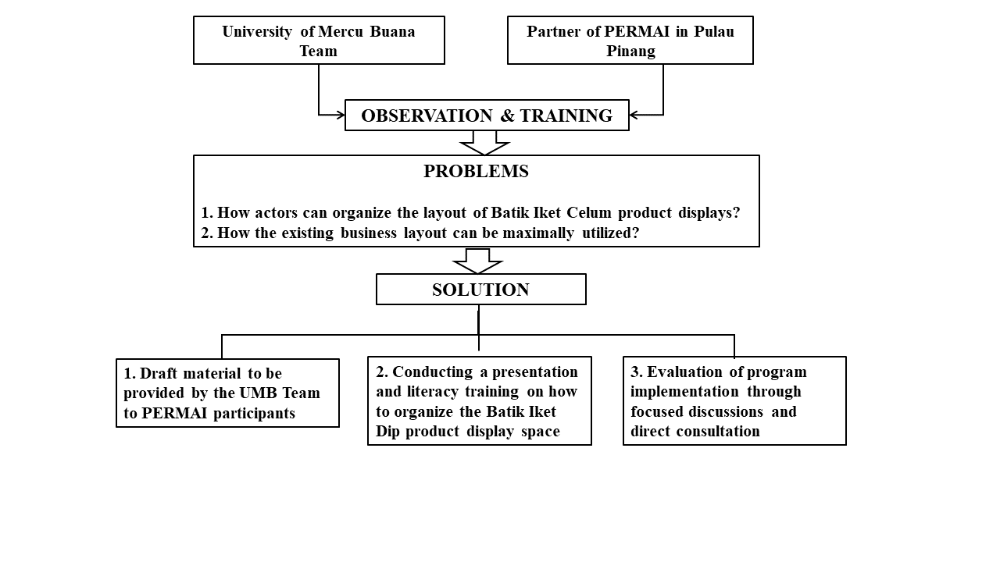 University of Mercu Buana
Team
Partner of PERMAI in Pulau
Pinang
OBSERVATION & TRAINING
PROBLEMS
1. How actors can organize the layout of Batik Iket Celum product displays?
2. How the existing business layout can be maximally utilized?
SOLUTION
1. Draft material to be
provided by the UMB Team
to PERMAI participants
2. Conducting a presentation
and literacy training on how
to organize the Batik Iket
Dip product display space
3. Evaluation of program
implementation through
focused discussions and
direct consultation